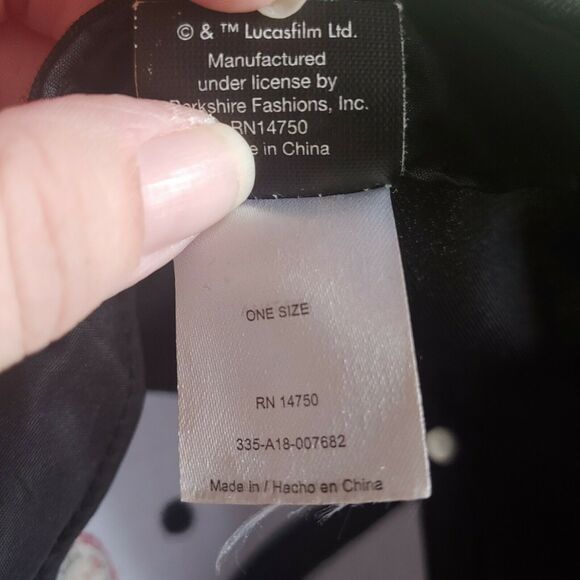 © & ™ Lucasfilm Ltd.
Manufactured
under license by
Fashions, Inc.
RN14750
in China
ONE SIZE
RN 14750
335-A18-007682
Made in / Hacho en China